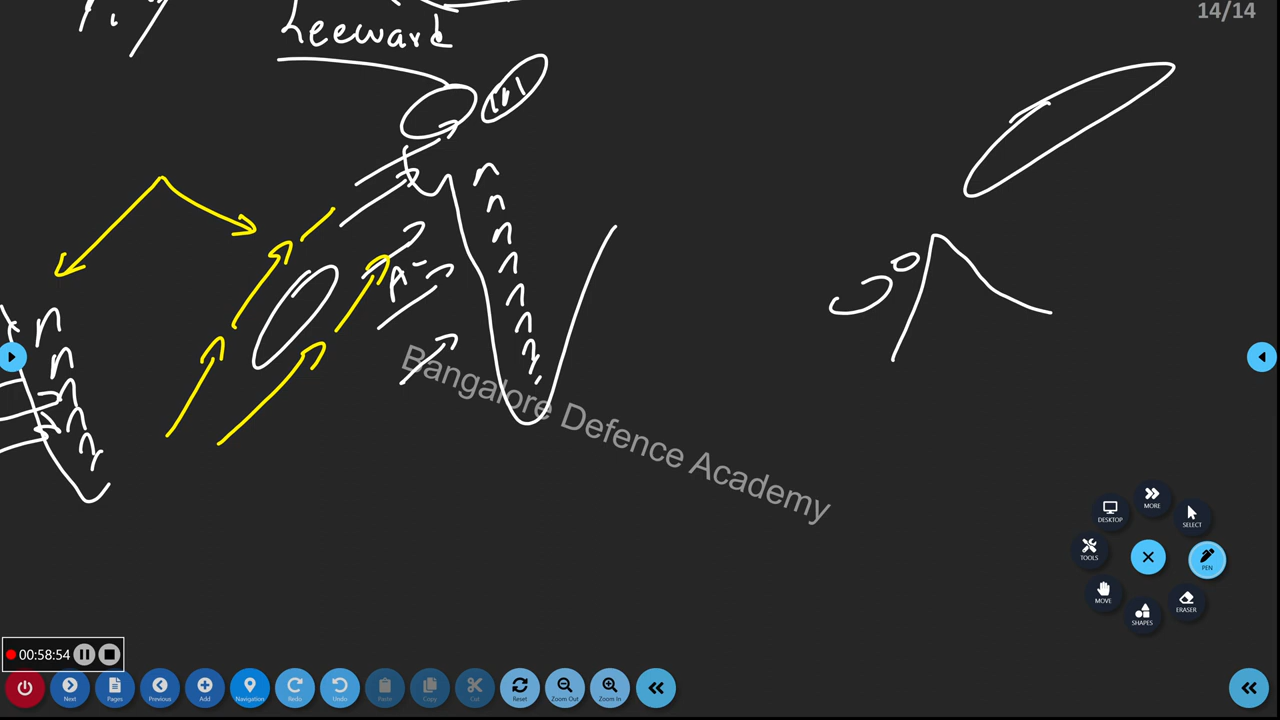 14/14
Leeward
A-
Bangalore Defence Academy
MORE
DESKTOP
SELECT
TOOLS
PEN
MOVE
ERASER
SHAPES
00:58:54
Next
Pages
Previous
Add
Navigation
Redo
Undo
Paste
Copy
Cut
Reset
Zoom Out
Zoom In